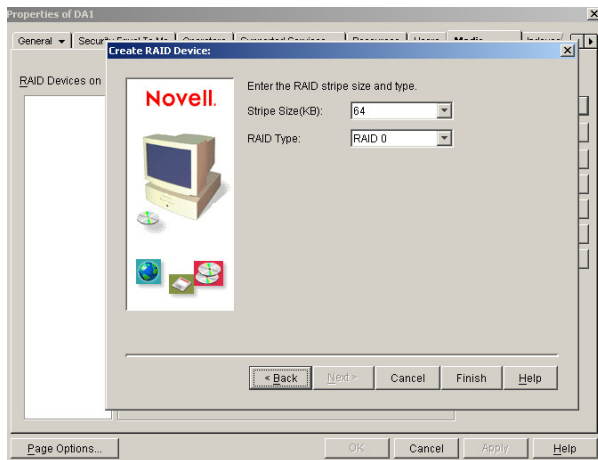 Properties of DA1
General
Create RAID Device:
RAID Devices on
Novell.
Enter the RAID stripe size and type.
Stripe Size(KB): 64
RAID Type: RAID 0
< Back Next > Cancel Finish Help
Page Options... OK Cancel Apply Help